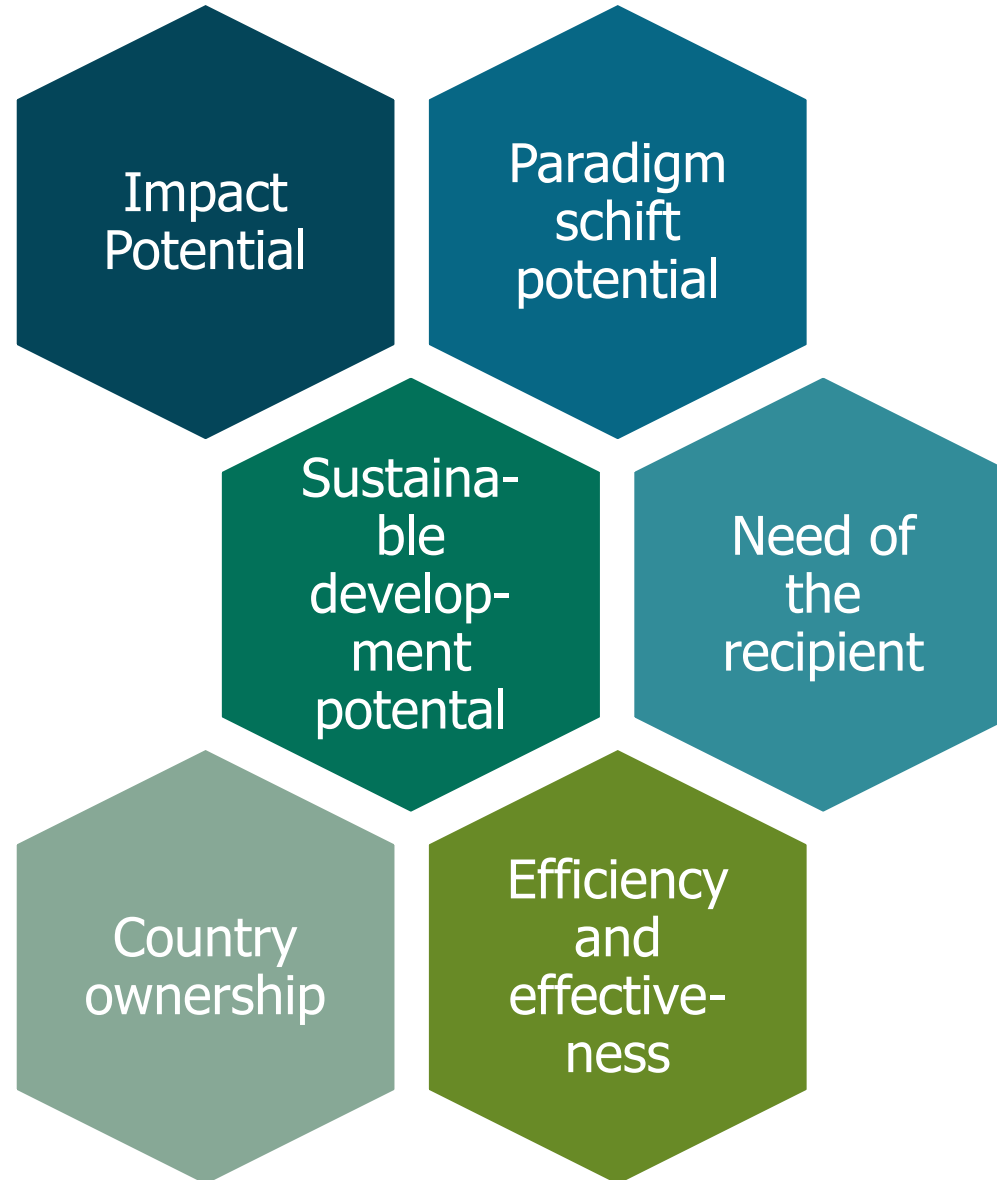 Impact
Potential
Paradigm
schift
potential
Sustaina-
ble
develop-
ment
potental
Need of
the
recipient
Country
ownership
Efficiency
and
effective-
ness